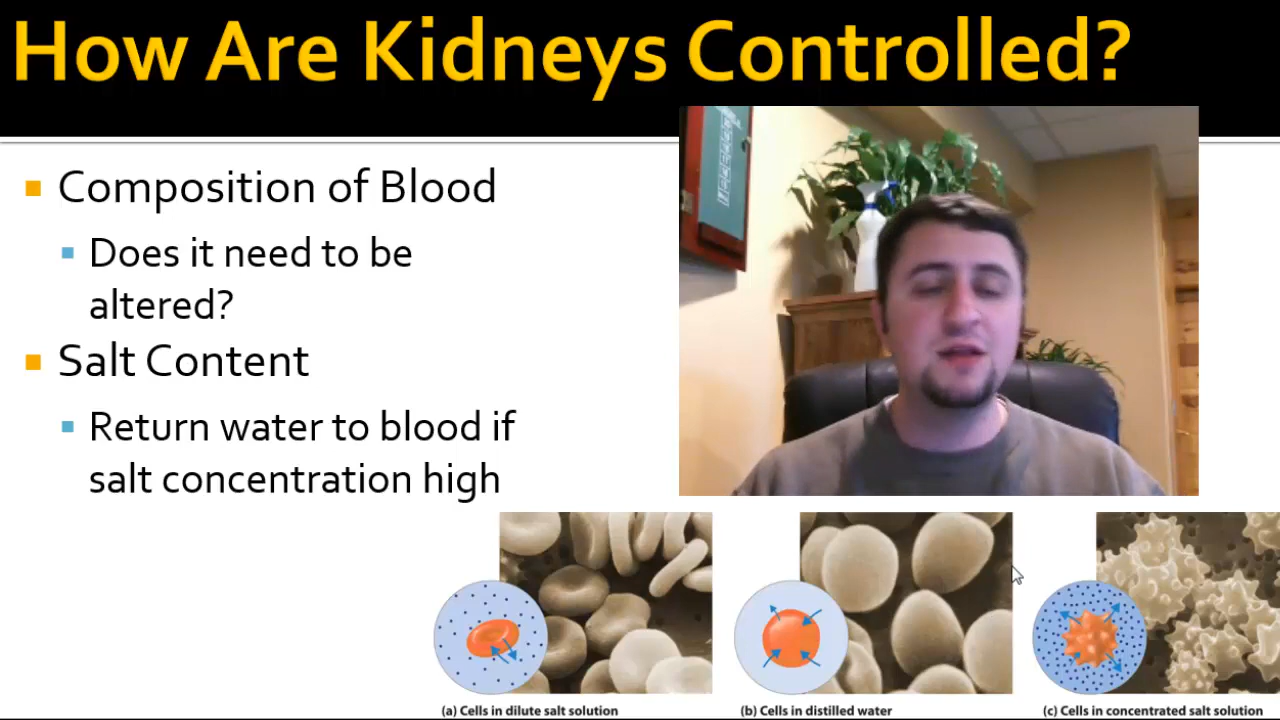 How Are Kidneys Controlled?
Composition of Blood
Does it need to be
altered?
Salt Content
Return water to blood if
salt concentration high
(a) Cells in dilute salt solution
(b) Cells in distilled water
(c) Cells in concentrated salt solution